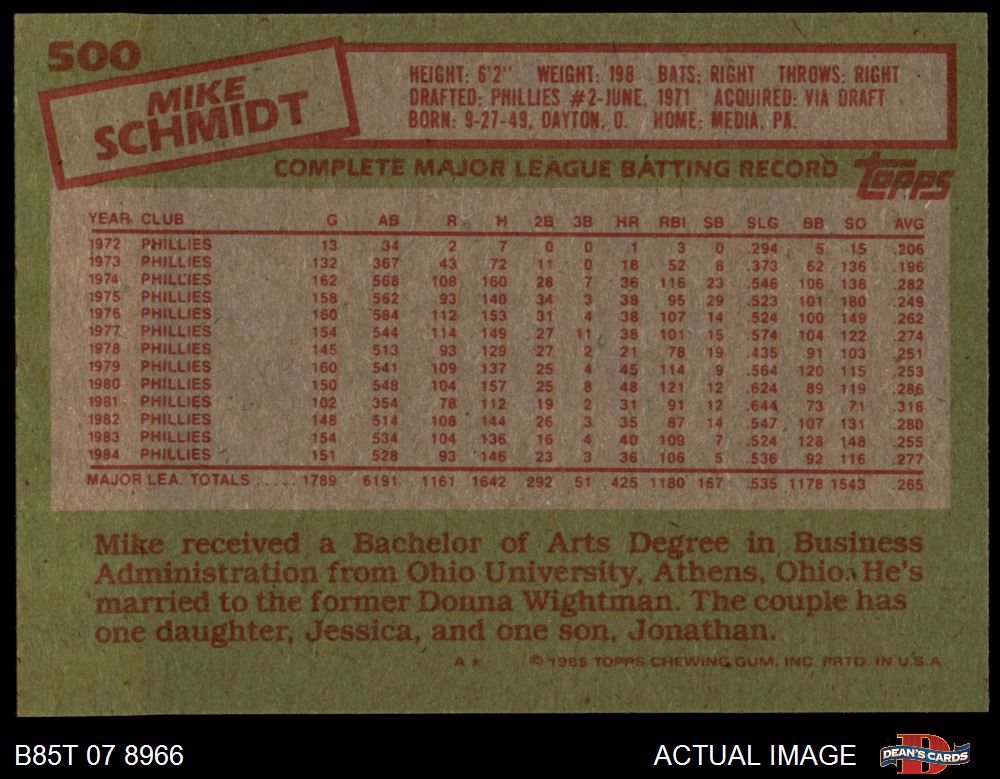 500
MIKE
SCHMIDT
HEIGHT: 6'2" WEIGHT: 198 BATS: RIGHT THROWS: RIGHT
DRAFTED: PHILLIES #2-JUNE, 1971 ACQUIRED: VIA DRAFT
BORN: 9-27-49, DAYTON, O. HOME: MEDIA, PA.
COMPLETE MAJOR LEAGUE BATTING RECORD
topps
YEAR CLUB G AB R H 2B 3B HR RBI SB SLG BB SO AVG
1972 PHILLIES 13 34 2 7 0 0 1 3 0 .294 5 15 .206
1973 PHILLIES 132 367 43 72 11 0 18 52 8 .373 62 136 .196
1974 PHILLIES 162 568 108 160 28 7 36 116 23 .546 106 138 .282
1975 PHILLIES 158 562 93 140 34 3 38 95 29 .523 101 180 .249
1976 PHILLIES 160 584 112 153 31 4 38 107 14 .524 100 149 .262
1977 PHILLIES 154 544 114 149 27 11 38 101 15 .574 104 122 .274
1978 PHILLIES 145 513 93 129 27 2 21 78 19 .435 91 103 .251
1979 PHILLIES 160 541 109 137 25 4 45 114 9 .564 120 115 .253
1980 PHILLIES 150 548 104 157 25 8 48 121 12 .624 89 119 .286
1981 PHILLIES 102 354 78 112 19 2 31 91 12 .644 73 71 .316
1982 PHILLIES 148 514 108 144 26 3 35 87 14 .547 107 131 .280
1983 PHILLIES 154 534 104 136 16 4 40 109 7 .524 128 148 .255
1984 PHILLIES 151 528 93 146 23 3 36 106 5 .536 92 116 .277
MAJOR LEA. TOTALS ..... 1789 6191 1161 1642 292 51 425 1180 167 .535 1178 1543 .265
Mike received a Bachelor of Arts Degree in Business
Administration from Ohio University, Athens, Ohio. He's
married to the former Donna Wightman. The couple has
one daughter, Jessica, and one son, Jonathan.
A* © 1985 TOPPS CHEWING GUM, INC. PRTD. IN U.S.A.
B85T 07 8966 ACTUAL IMAGE DEAN'S CARDS